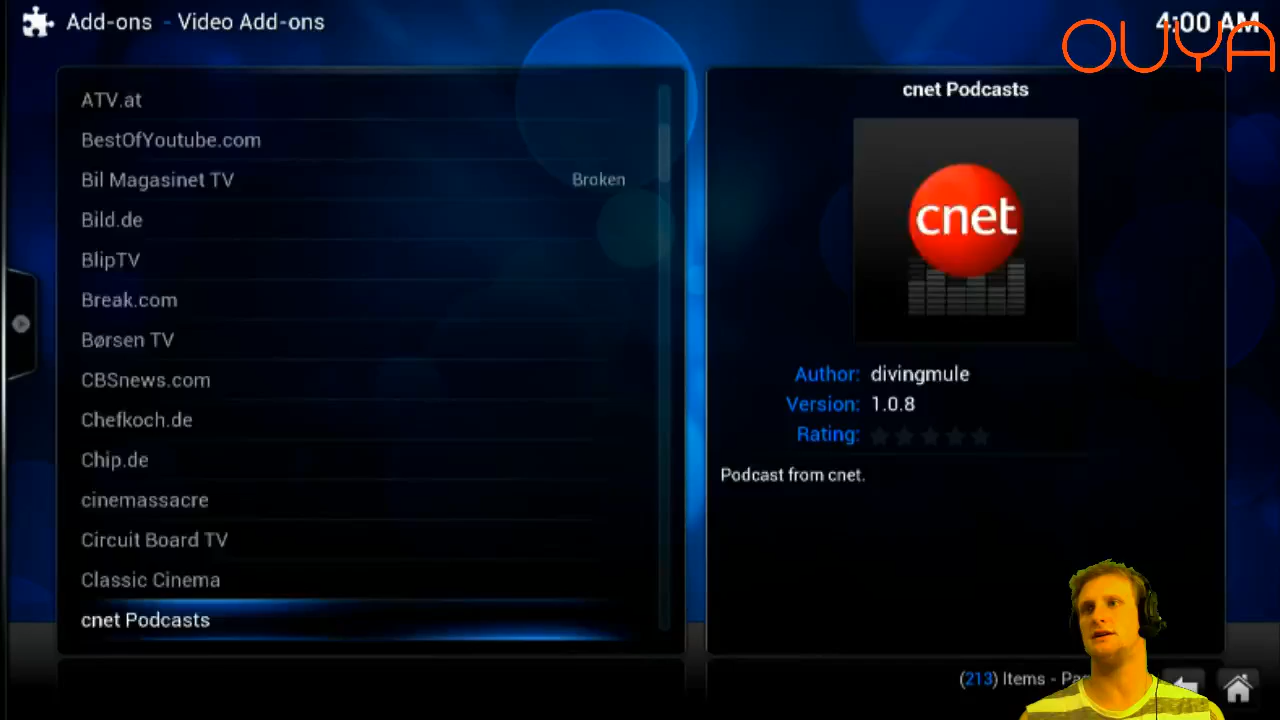 Add-ons - Video Add-ons
4:00 AM
OUYA
ATV.at
BestOfYoutube.com
Bil Magasinet TV Broken
Bild.de
BlipTV
Break.com
Børsen TV
CBSnews.com
Chefkoch.de
Chip.de
cinemassacre
Circuit Board TV
Classic Cinema
cnet Podcasts
cnet Podcasts
cnet
Author: divingmule
Version: 1.0.8
Rating:
Podcast from cnet.
(213) Items -